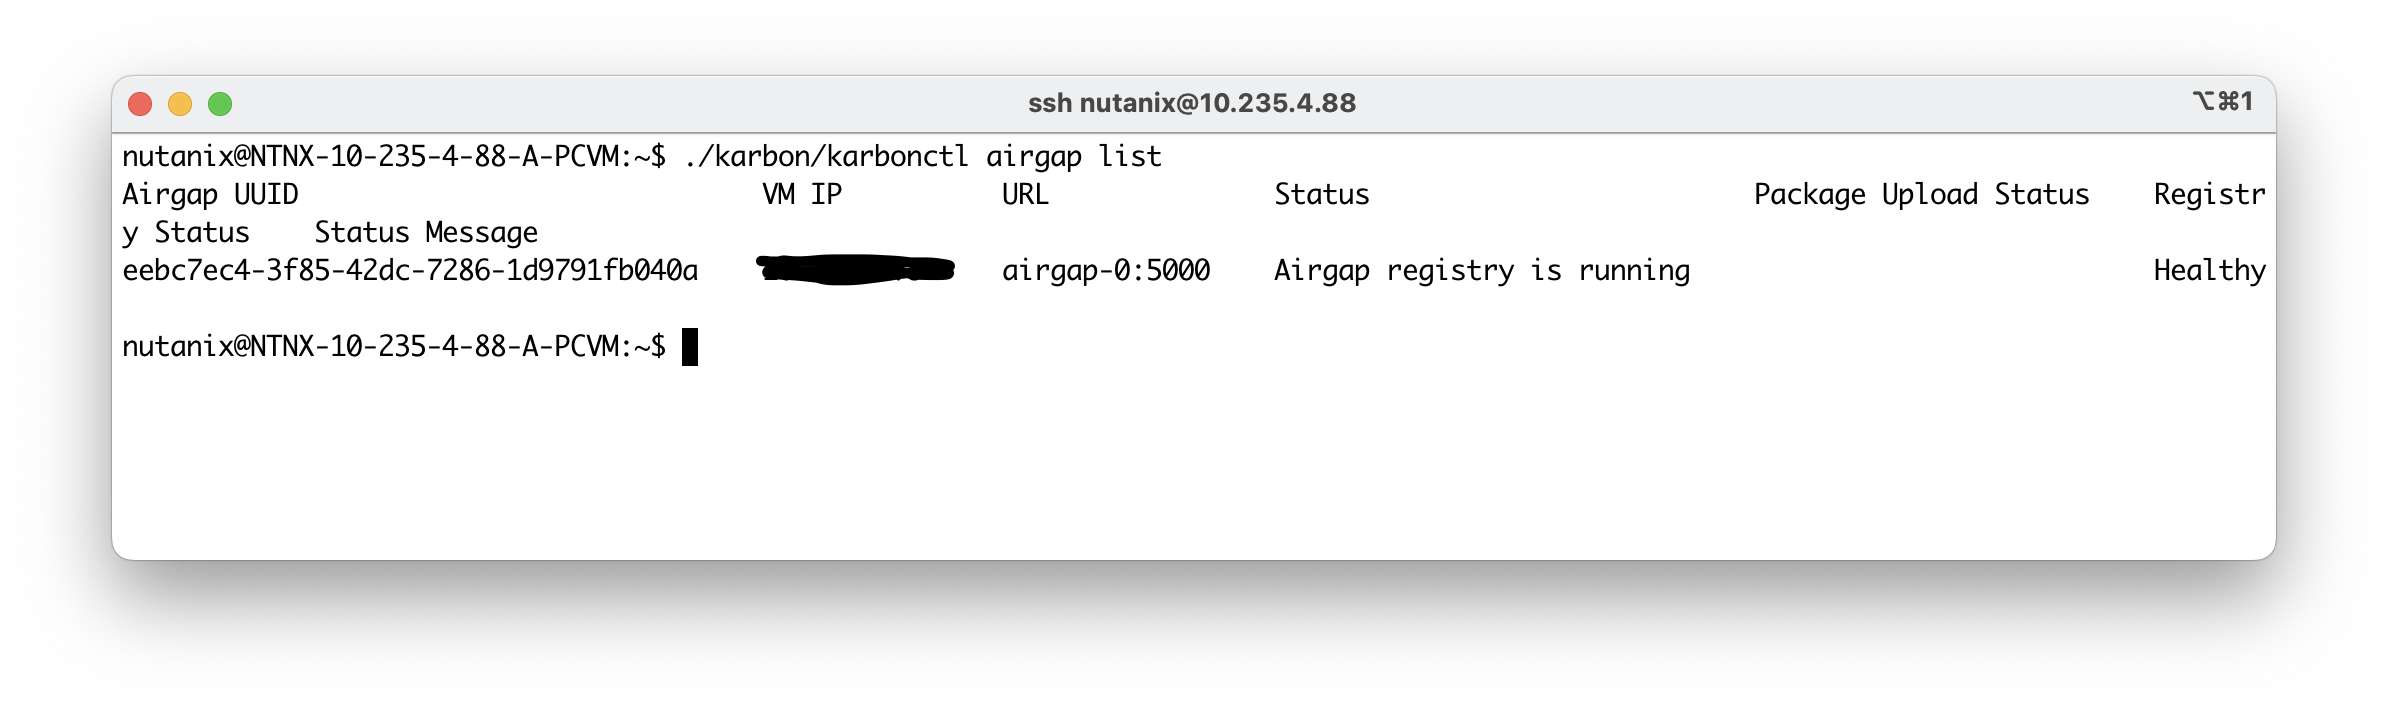 ssh nutanix@10.235.4.88
⌥⌘1
nutanix@NTNX-10-235-4-88-A-PCVM:~$ ./karbon/karbonctl airgap list
Airgap UUID VM IP URL Status Package Upload Status Registr
y Status Status Message
eebc7ec4-3f85-42dc-7286-1d9791fb040a airgap-0:5000 Airgap registry is running Healthy
nutanix@NTNX-10-235-4-88-A-PCVM:~$